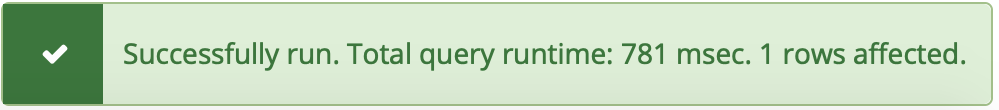 Successfully run. Total query runtime: 781 msec. 1 rows affected.